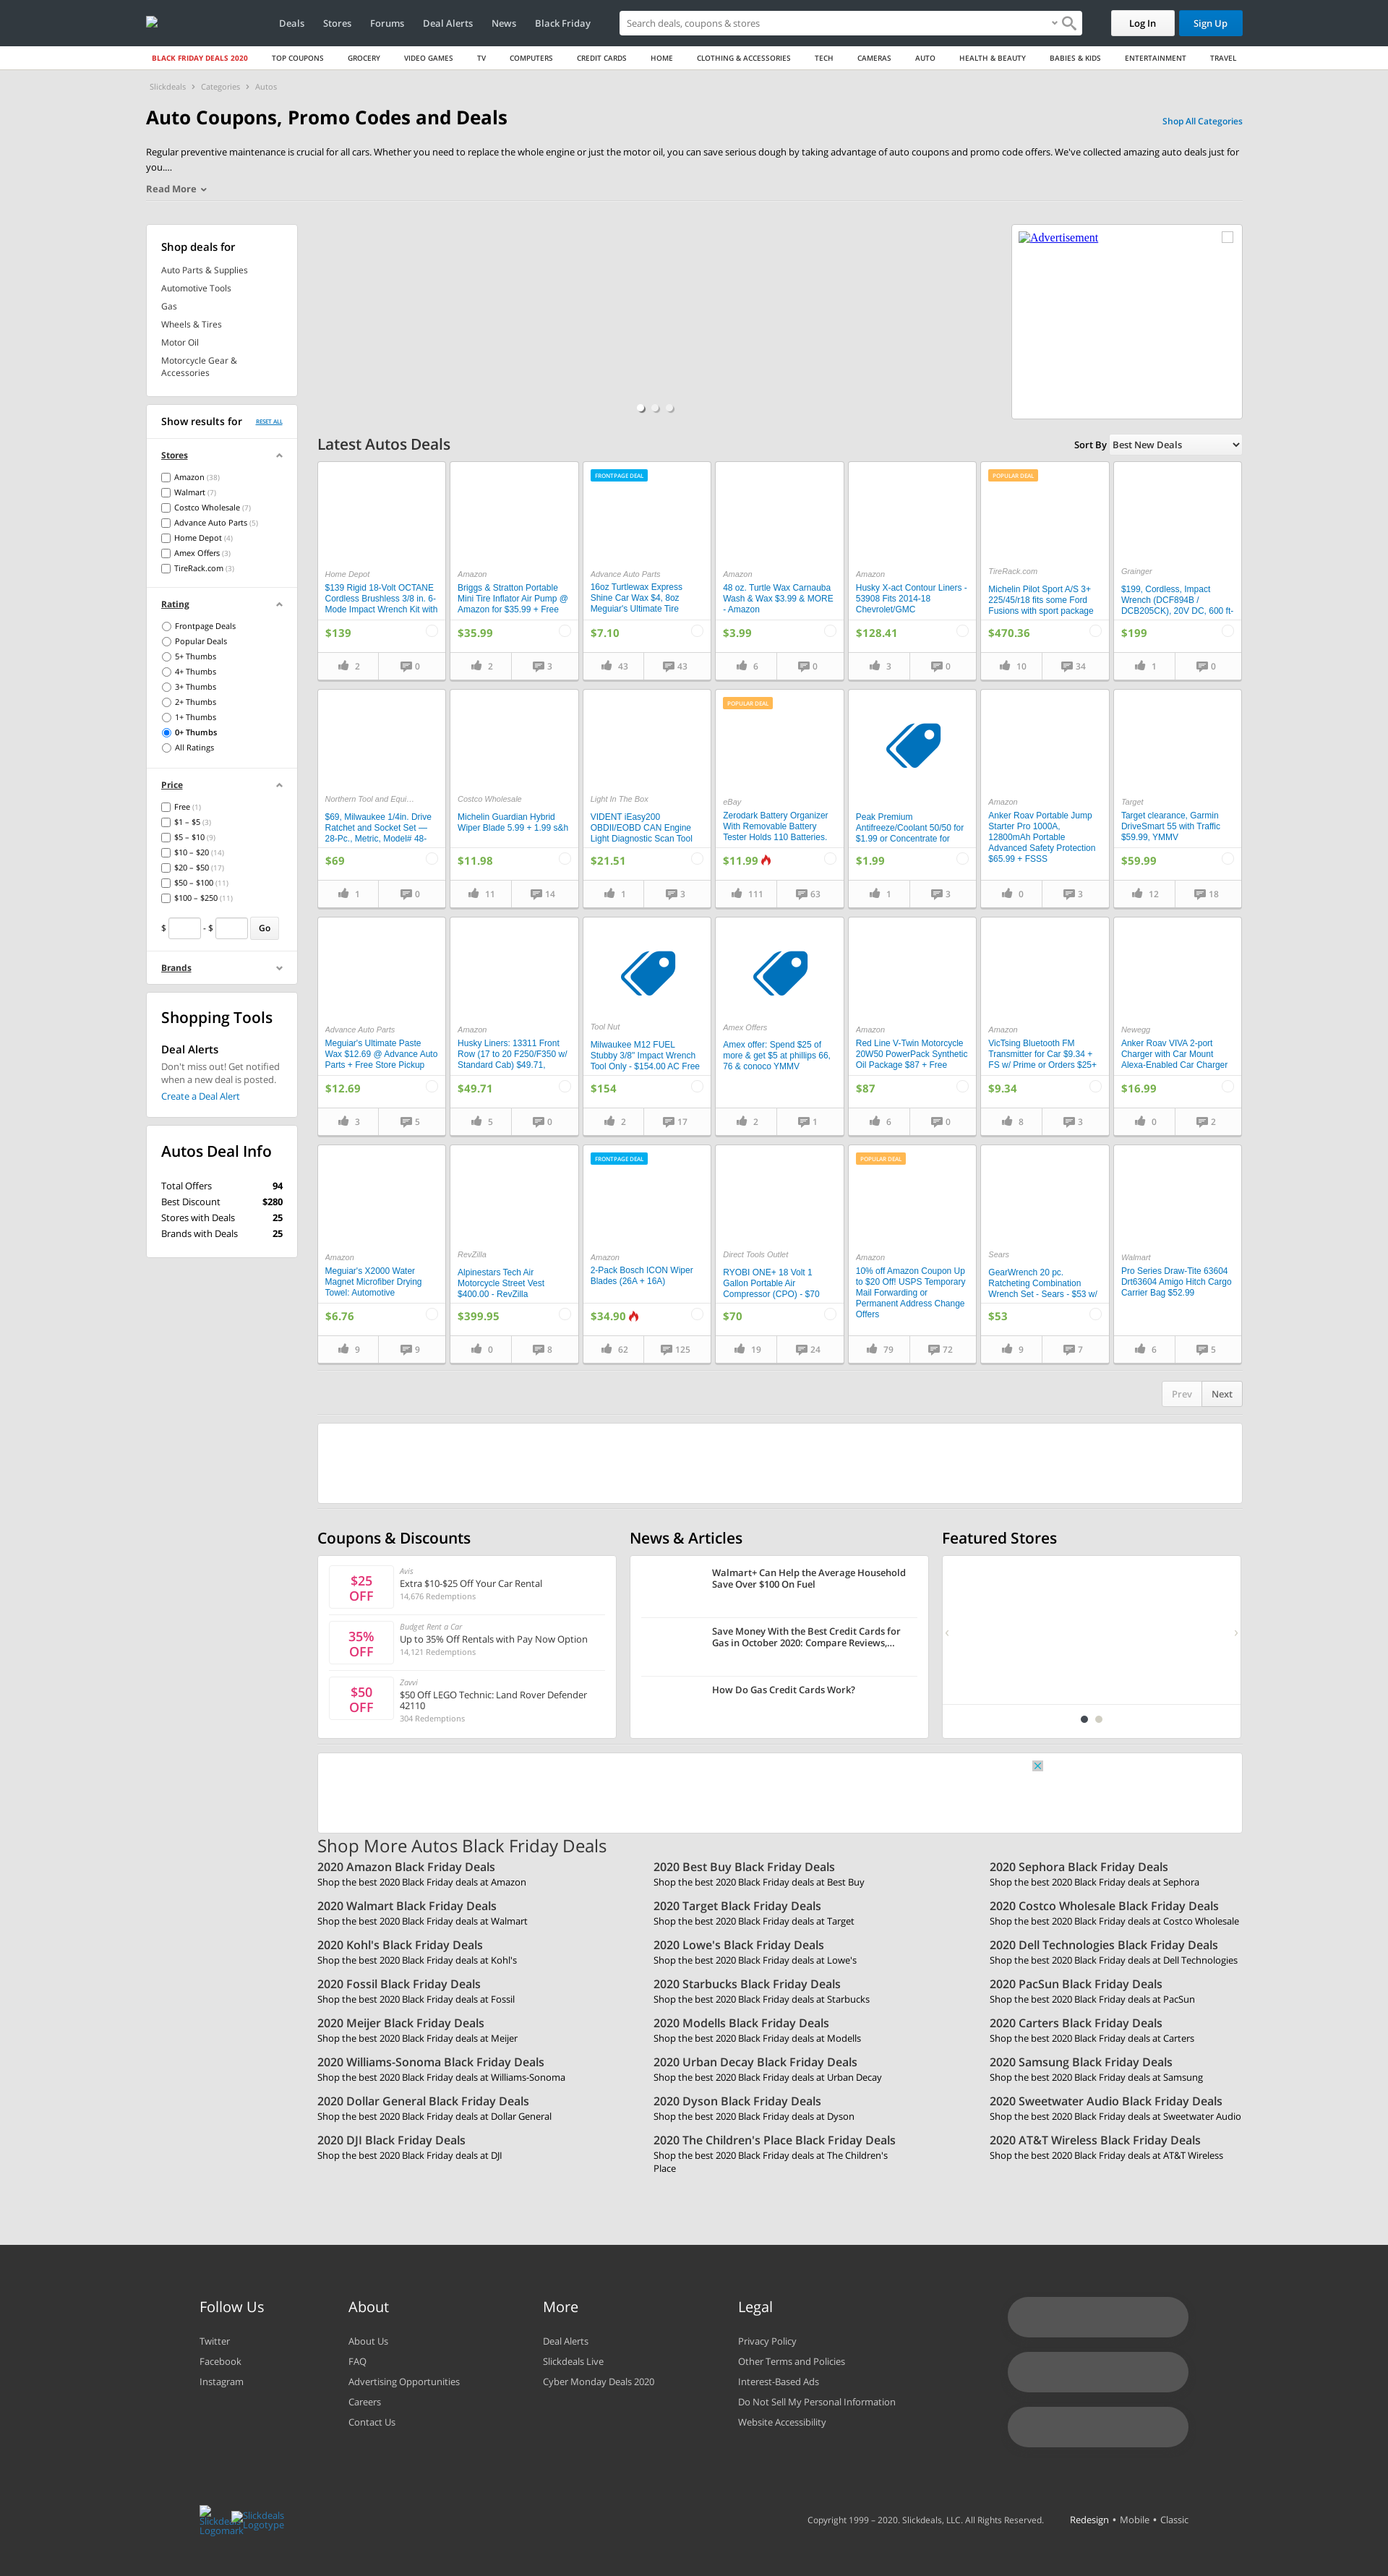 Deals Stores Forums Deal Alerts News Black Friday Search deals, coupons & stores Log In Sign Up
BLACK FRIDAY DEALS 2020 TOP COUPONS GROCERY VIDEO GAMES TV COMPUTERS CREDIT CARDS HOME CLOTHING & ACCESSORIES TECH CAMERAS AUTO HEALTH & BEAUTY BABIES & KIDS ENTERTAINMENT TRAVEL
Slickdeals › Categories › Autos
Auto Coupons, Promo Codes and Deals
Shop All Categories
Regular preventive maintenance is crucial for all cars. Whether you need to replace the whole engine or just the motor oil, you can save serious dough by taking advantage of auto coupons and promo code offers. We've collected amazing auto deals just for
you....
Read More
Shop deals for
Auto Parts & Supplies
Automotive Tools
Gas
Wheels & Tires
Motor Oil
Motorcycle Gear &
Accessories
Advertisement
Show results for RESET ALL
Stores
Amazon (38)
Walmart (7)
Costco Wholesale (7)
Advance Auto Parts (5)
Home Depot (4)
Amex Offers (3)
TireRack.com (3)
Rating
Frontpage Deals
Popular Deals
5+ Thumbs
4+ Thumbs
3+ Thumbs
2+ Thumbs
1+ Thumbs
0+ Thumbs
All Ratings
Price
Free (1)
$1 – $5 (3)
$5 – $10 (9)
$10 – $20 (14)
$20 – $50 (17)
$50 – $100 (11)
$100 – $250 (11)
$ - $ Go
Brands
Shopping Tools
Deal Alerts
Don't miss out! Get notified
when a new deal is posted.
Create a Deal Alert
Autos Deal Info
Total Offers 94
Best Discount $280
Stores with Deals 25
Brands with Deals 25
Latest Autos Deals
Sort By Best New Deals
Home Depot
$139 Rigid 18-Volt OCTANE
Cordless Brushless 3/8 in. 6-
Mode Impact Wrench Kit with
$139
2 0
Amazon
Briggs & Stratton Portable
Mini Tire Inflator Air Pump @
Amazon for $35.99 + Free
$35.99
2 3
FRONTPAGE DEAL
Advance Auto Parts
16oz Turtlewax Express
Shine Car Wax $4, 8oz
Meguiar's Ultimate Tire
$7.10
43 43
Amazon
48 oz. Turtle Wax Carnauba
Wash & Wax $3.99 & MORE
- Amazon
$3.99
6 0
Amazon
Husky X-act Contour Liners -
53908 Fits 2014-18
Chevrolet/GMC
$128.41
3 0
POPULAR DEAL
TireRack.com
Michelin Pilot Sport A/S 3+
225/45/r18 fits some Ford
Fusions with sport package
$470.36
10 34
Grainger
$199, Cordless, Impact
Wrench (DCF894B /
DCB205CK), 20V DC, 600 ft-
$199
1 0
Northern Tool and Equi...
$69, Milwaukee 1/4in. Drive
Ratchet and Socket Set —
28-Pc., Metric, Model# 48-
$69
1 0
Costco Wholesale
Michelin Guardian Hybrid
Wiper Blade 5.99 + 1.99 s&h
$11.98
11 14
Light In The Box
VIDENT iEasy200
OBDII/EOBD CAN Engine
Light Diagnostic Scan Tool
$21.51
1 3
POPULAR DEAL
eBay
Zerodark Battery Organizer
With Removable Battery
Tester Holds 110 Batteries.
$11.99
111 63
Peak Premium
Antifreeze/Coolant 50/50 for
$1.99 or Concentrate for
$1.99
1 3
Amazon
Anker Roav Portable Jump
Starter Pro 1000A,
12800mAh Portable
Advanced Safety Protection
$65.99 + FSSS
0 3
Target
Target clearance, Garmin
DriveSmart 55 with Traffic
$59.99, YMMV
$59.99
12 18
Advance Auto Parts
Meguiar's Ultimate Paste
Wax $12.69 @ Advance Auto
Parts + Free Store Pickup
$12.69
3 5
Amazon
Husky Liners: 13311 Front
Row (17 to 20 F250/F350 w/
Standard Cab) $49.71,
$49.71
5 0
Tool Nut
Milwaukee M12 FUEL
Stubby 3/8" Impact Wrench
Tool Only - $154.00 AC Free
$154
2 17
Amex Offers
Amex offer: Spend $25 of
more & get $5 at phillips 66,
76 & conoco YMMV
2 1
Amazon
Red Line V-Twin Motorcycle
20W50 PowerPack Synthetic
Oil Package $87 + Free
$87
6 0
Amazon
VicTsing Bluetooth FM
Transmitter for Car $9.34 +
FS w/ Prime or Orders $25+
$9.34
8 3
Newegg
Anker Roav VIVA 2-port
Charger with Car Mount
Alexa-Enabled Car Charger
$16.99
0 2
Amazon
Meguiar's X2000 Water
Magnet Microfiber Drying
Towel: Automotive
$6.76
9 9
RevZilla
Alpinestars Tech Air
Motorcycle Street Vest
$400.00 - RevZilla
$399.95
0 8
FRONTPAGE DEAL
Amazon
2-Pack Bosch ICON Wiper
Blades (26A + 16A)
$34.90
62 125
Direct Tools Outlet
RYOBI ONE+ 18 Volt 1
Gallon Portable Air
Compressor (CPO) - $70
$70
19 24
POPULAR DEAL
Amazon
10% off Amazon Coupon Up
to $20 Off! USPS Temporary
Mail Forwarding or
Permanent Address Change
Offers
79 72
Sears
GearWrench 20 pc.
Ratcheting Combination
Wrench Set - Sears - $53 w/
$53
9 7
Walmart
Pro Series Draw-Tite 63604
Drt63604 Amigo Hitch Cargo
Carrier Bag $52.99
6 5
Prev Next
Coupons & Discounts
$25
OFF
Avis
Extra $10-$25 Off Your Car Rental
14,676 Redemptions
35%
OFF
Budget Rent a Car
Up to 35% Off Rentals with Pay Now Option
14,121 Redemptions
$50
OFF
Zavvi
$50 Off LEGO Technic: Land Rover Defender
42110
304 Redemptions
News & Articles
Walmart+ Can Help the Average Household
Save Over $100 On Fuel
Save Money With the Best Credit Cards for
Gas in October 2020: Compare Reviews,...
How Do Gas Credit Cards Work?
Featured Stores
Shop More Autos Black Friday Deals
2020 Amazon Black Friday Deals
Shop the best 2020 Black Friday deals at Amazon
2020 Best Buy Black Friday Deals
Shop the best 2020 Black Friday deals at Best Buy
2020 Sephora Black Friday Deals
Shop the best 2020 Black Friday deals at Sephora
2020 Walmart Black Friday Deals
Shop the best 2020 Black Friday deals at Walmart
2020 Target Black Friday Deals
Shop the best 2020 Black Friday deals at Target
2020 Costco Wholesale Black Friday Deals
Shop the best 2020 Black Friday deals at Costco Wholesale
2020 Kohl's Black Friday Deals
Shop the best 2020 Black Friday deals at Kohl's
2020 Lowe's Black Friday Deals
Shop the best 2020 Black Friday deals at Lowe's
2020 Dell Technologies Black Friday Deals
Shop the best 2020 Black Friday deals at Dell Technologies
2020 Fossil Black Friday Deals
Shop the best 2020 Black Friday deals at Fossil
2020 Starbucks Black Friday Deals
Shop the best 2020 Black Friday deals at Starbucks
2020 PacSun Black Friday Deals
Shop the best 2020 Black Friday deals at PacSun
2020 Meijer Black Friday Deals
Shop the best 2020 Black Friday deals at Meijer
2020 Modells Black Friday Deals
Shop the best 2020 Black Friday deals at Modells
2020 Carters Black Friday Deals
Shop the best 2020 Black Friday deals at Carters
2020 Williams-Sonoma Black Friday Deals
Shop the best 2020 Black Friday deals at Williams-Sonoma
2020 Urban Decay Black Friday Deals
Shop the best 2020 Black Friday deals at Urban Decay
2020 Samsung Black Friday Deals
Shop the best 2020 Black Friday deals at Samsung
2020 Dollar General Black Friday Deals
Shop the best 2020 Black Friday deals at Dollar General
2020 Dyson Black Friday Deals
Shop the best 2020 Black Friday deals at Dyson
2020 Sweetwater Audio Black Friday Deals
Shop the best 2020 Black Friday deals at Sweetwater Audio
2020 DJI Black Friday Deals
Shop the best 2020 Black Friday deals at DJI
2020 The Children's Place Black Friday Deals
Shop the best 2020 Black Friday deals at The Children's
Place
2020 AT&T Wireless Black Friday Deals
Shop the best 2020 Black Friday deals at AT&T Wireless
Follow Us
Twitter
Facebook
Instagram
About
About Us
FAQ
Advertising Opportunities
Careers
Contact Us
More
Deal Alerts
Slickdeals Live
Cyber Monday Deals 2020
Legal
Privacy Policy
Other Terms and Policies
Interest-Based Ads
Do Not Sell My Personal Information
Website Accessibility
Slickdeals
Logomark
Slickdeals
Logotype
Copyright 1999 – 2020. Slickdeals, LLC. All Rights Reserved. Redesign • Mobile • Classic